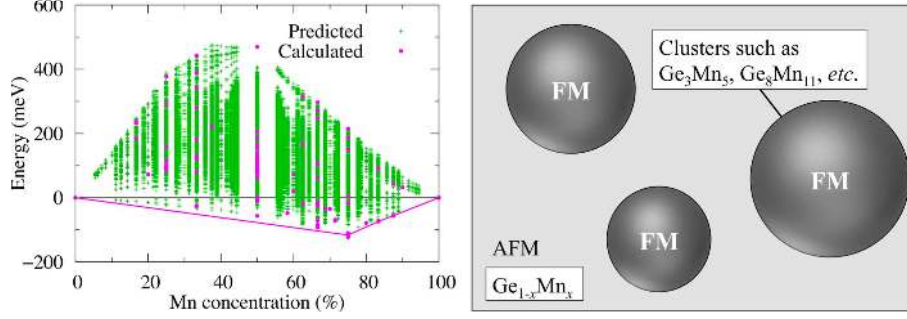 Predicted
Calculated
600
400
200
0
−200
Energy (meV)
0 20 40 60 80 100
Mn concentration (%)
FM
Clusters such as
Ge₃Mn₅, Ge₈Mn₁₁, etc.
FM
FM
AFM
Ge₁₋ₓMnₓ